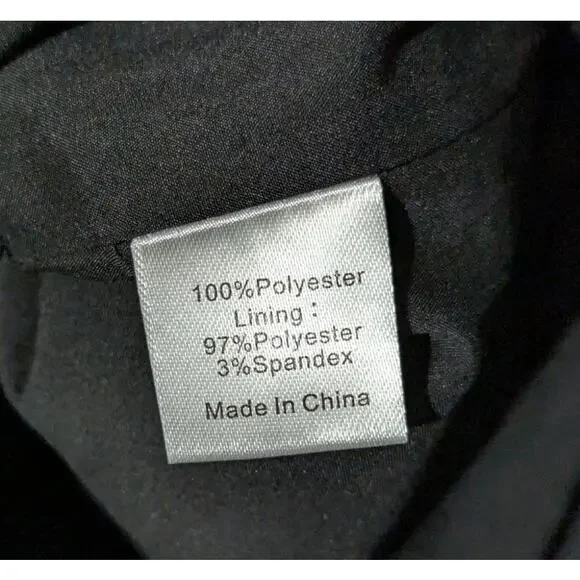 100%Polyester
Lining :
97%Polyester
3%Spandex
Made In China